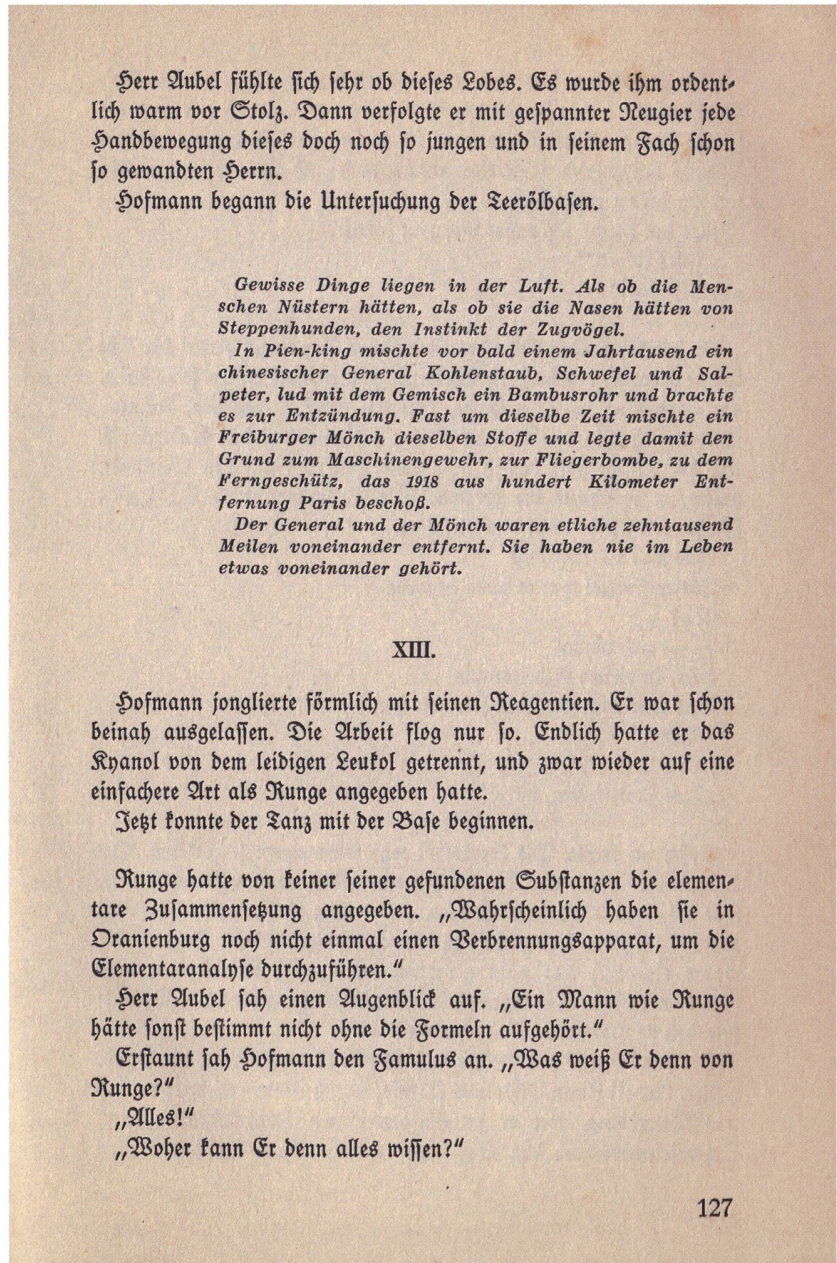 Herr Aubel fühlte sich sehr ob dieses Lobes. Es wurde ihm ordent-
lich warm vor Stolz. Dann verfolgte er mit gespannter Neugier jede
Handbewegung dieses doch noch so jungen und in seinem Fach schon
so gewandten Herrn.
Hofmann begann die Untersuchung der Teerölbasen.
Gewisse Dinge liegen in der Luft. Als ob die Men-
schen Nüstern hätten, als ob sie die Nasen hätten von
Steppenhunden, den Instinkt der Zugvögel.
In Pien-king mischte vor bald einem Jahrtausend ein
chinesischer General Kohlenstaub, Schwefel und Sal-
peter, lud mit dem Gemisch ein Bambusrohr und brachte
es zur Entzündung. Fast um dieselbe Zeit mischte ein
Freiburger Mönch dieselben Stoffe und legte damit den
Grund zum Maschinengewehr, zur Fliegerbombe, zu dem
Ferngeschütz, das 1918 aus hundert Kilometer Ent-
fernung Paris beschoß.
Der General und der Mönch waren etliche zehntausend
Meilen voneinander entfernt. Sie haben nie im Leben
etwas voneinander gehört.
XIII.
Hofmann jonglierte förmlich mit seinen Reagentien. Er war schon
beinah ausgelassen. Die Arbeit flog nur so. Endlich hatte er das
Kyanol von dem leidigen Leukol getrennt, und zwar wieder auf eine
einfachere Art als Runge angegeben hatte.
Jetzt konnte der Tanz mit der Base beginnen.
Runge hatte von keiner seiner gefundenen Substanzen die elemen-
tare Zusammensetzung angegeben. „Wahrscheinlich haben sie in
Oranienburg noch nicht einmal einen Verbrennungsapparat, um die
Elementaranalyse durchzuführen.“
Herr Aubel sah einen Augenblick auf. „Ein Mann wie Runge
hätte sonst bestimmt nicht ohne die Formeln aufgehört.“
Erstaunt sah Hofmann den Famulus an. „Was weiß Er denn von
Runge?“
„Alles!“
„Woher kann Er denn alles wissen?“
127